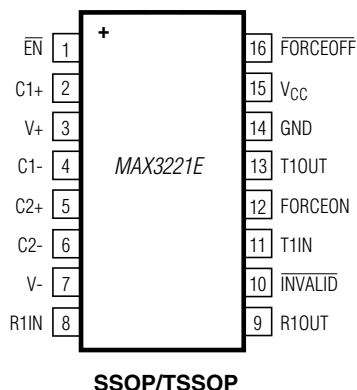 EN 1 + 16 FORCEOFF
C1+ 2 15 VCC
V+ 3 14 GND
C1- 4 MAX3221E 13 T1OUT
C2+ 5 12 FORCEON
C2- 6 11 T1IN
V- 7 10 INVALID
R1IN 8 9 R1OUT
SSOP/TSSOP